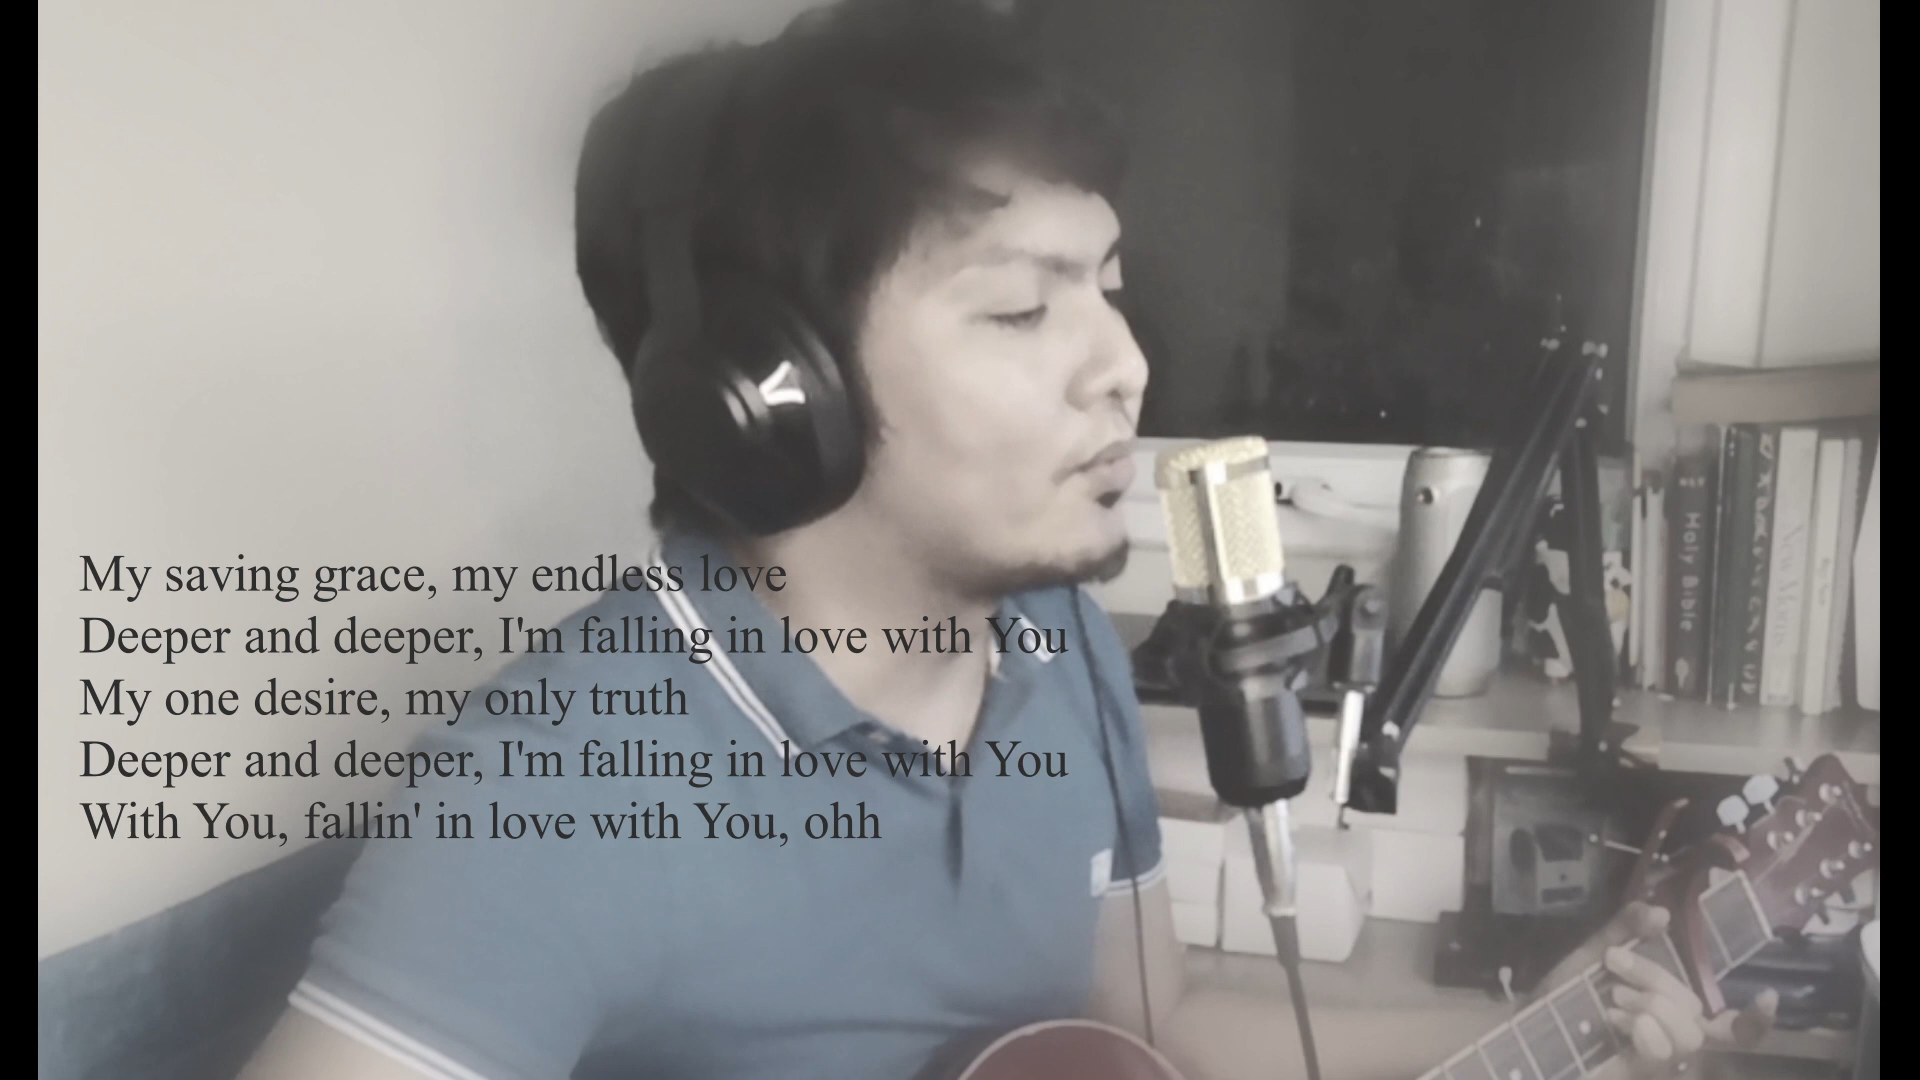 My saving grace, my endless love
Deeper and deeper, I'm falling in love with You
My one desire, my only truth
Deeper and deeper, I'm falling in love with You
With You, fallin' in love with You, ohh
Holy Bible